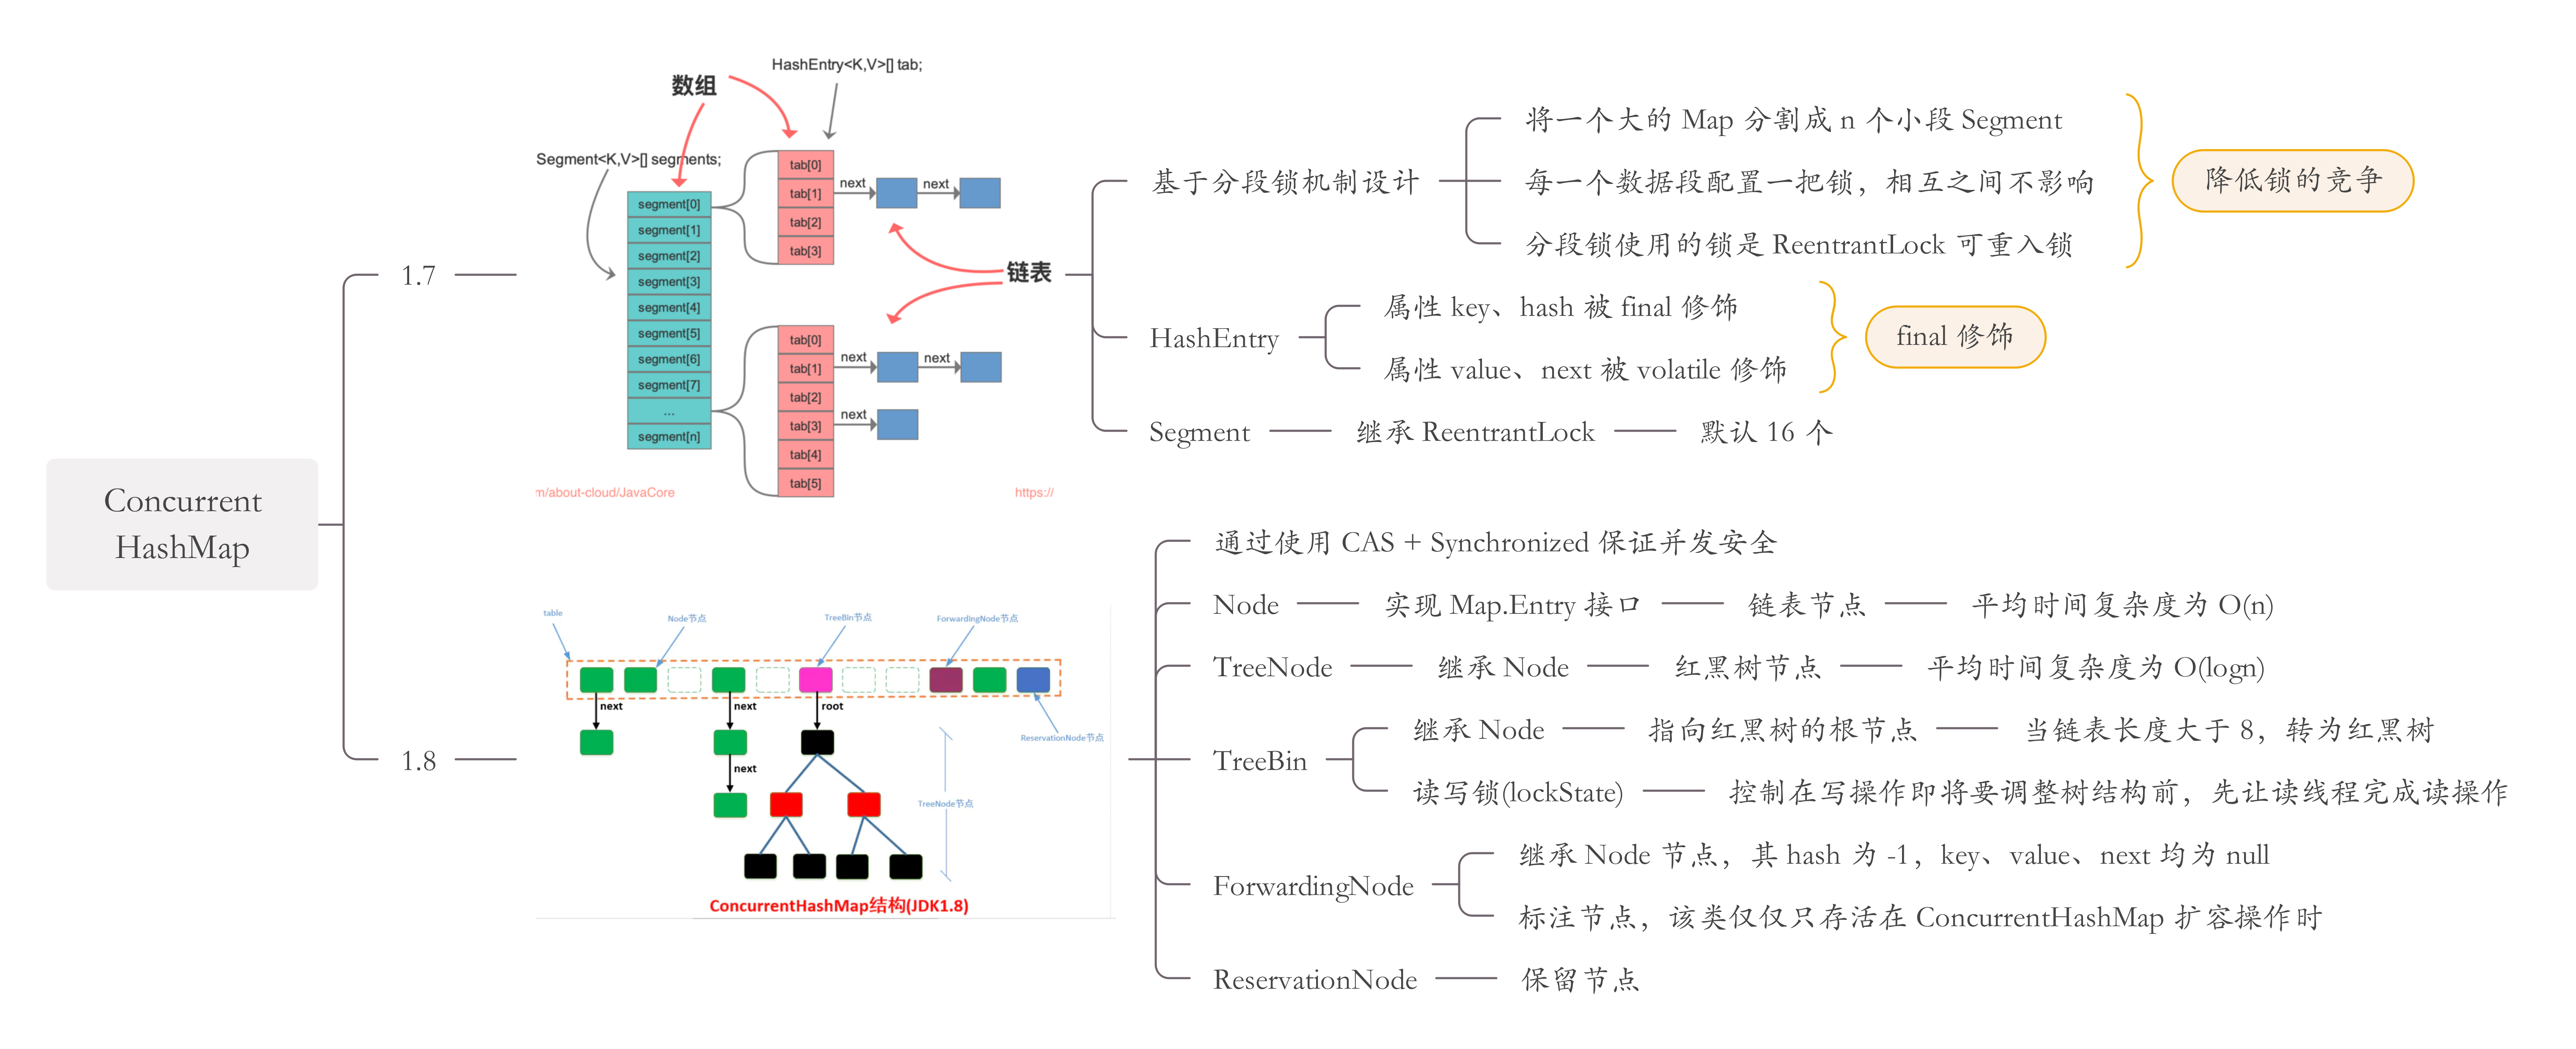 Concurrent
HashMap
1.7
数组
HashEntry<K,V>[] tab;
Segment<K,V>[] segments;
segment[0]
segment[1]
segment[2]
segment[3]
segment[4]
segment[5]
segment[6]
segment[7]
...
segment[n]
tab[0]
tab[1]
tab[2]
tab[3]
next
next
链表
tab[0]
tab[1]
tab[2]
tab[3]
tab[4]
tab[5]
next
next
next
m/about-cloud/JavaCore
https://
基于分段锁机制设计
将一个大的 Map 分割成 n 个小段 Segment
每一个数据段配置一把锁，相互之间不影响
分段锁使用的锁是 ReentrantLock 可重入锁
降低锁的竞争
HashEntry
属性 key、hash 被 final 修饰
属性 value、next 被 volatile 修饰
final 修饰
Segment
继承 ReentrantLock
默认 16 个
1.8
table
Node节点
TreeBin节点
ForwardingNode节点
next
next
root
ReservationNode节点
next
TreeNode节点
ConcurrentHashMap结构(JDK1.8)
通过使用 CAS + Synchronized 保证并发安全
Node
实现 Map.Entry 接口
链表节点
平均时间复杂度为 O(n)
TreeNode
继承 Node
红黑树节点
平均时间复杂度为 O(logn)
TreeBin
继承 Node
指向红黑树的根节点
当链表长度大于 8，转为红黑树
读写锁(lockState)
控制在写操作即将要调整树结构前，先让读线程完成读操作
ForwardingNode
继承 Node 节点，其 hash 为 -1，key、value、next 均为 null
标注节点，该类仅仅只存活在 ConcurrentHashMap 扩容操作时
ReservationNode
保留节点